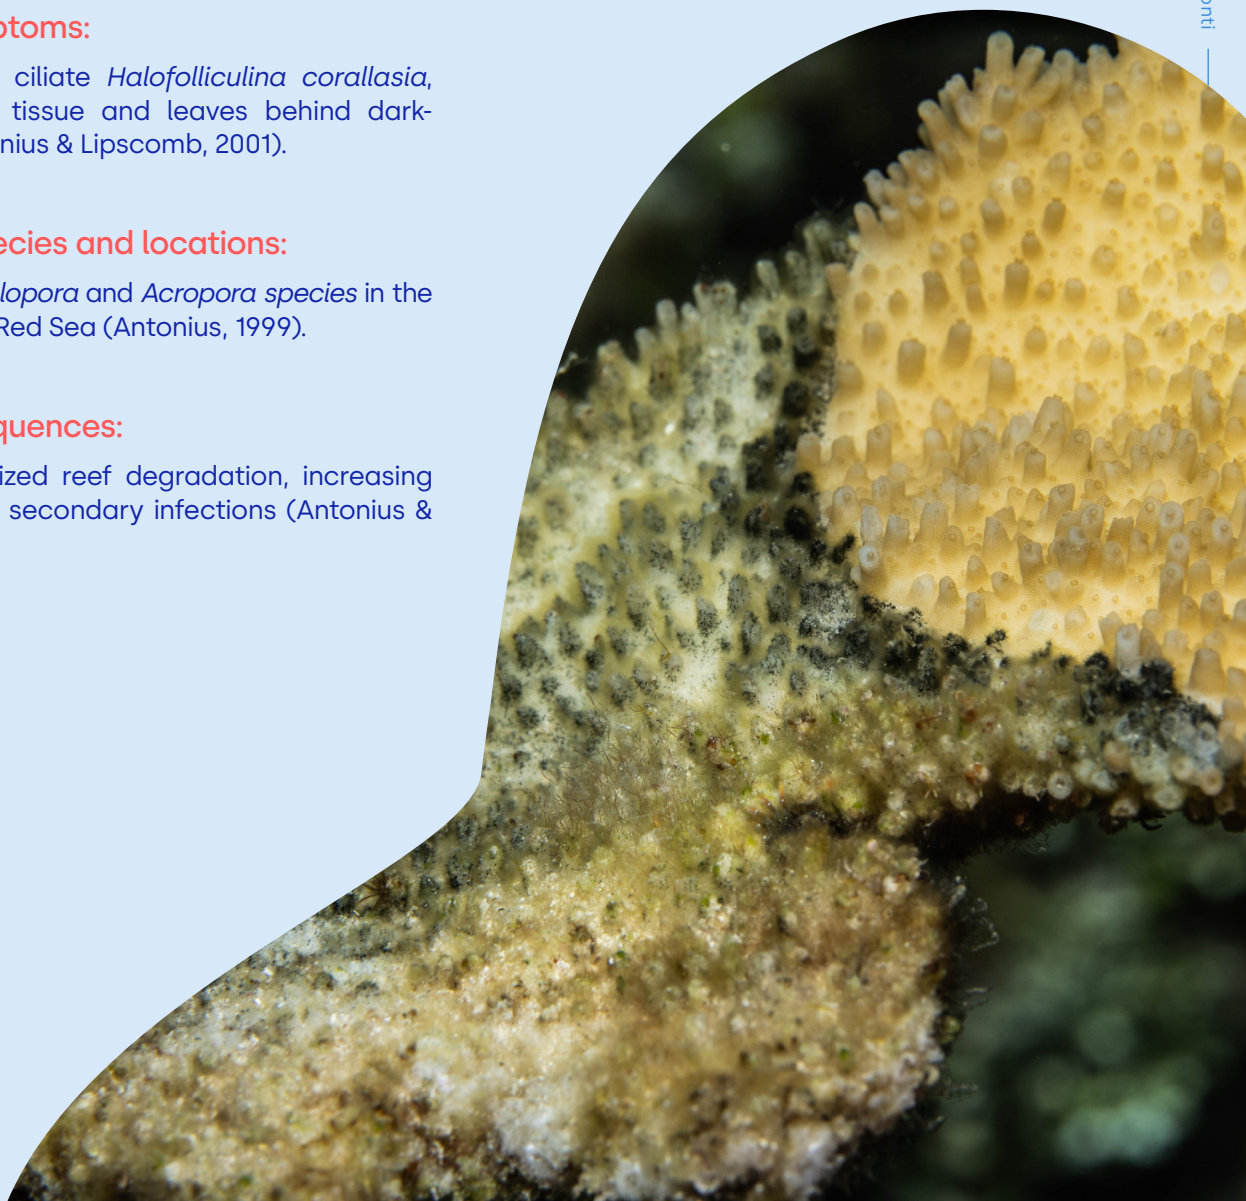 ptoms:
ciliate Halofolliculina corallasia,
tissue and leaves behind dark-
nius & Lipscomb, 2001).
ecies and locations:
lopora and Acropora species in the
Red Sea (Antonius, 1999).
quences:
ized reef degradation, increasing
secondary infections (Antonius &
onti